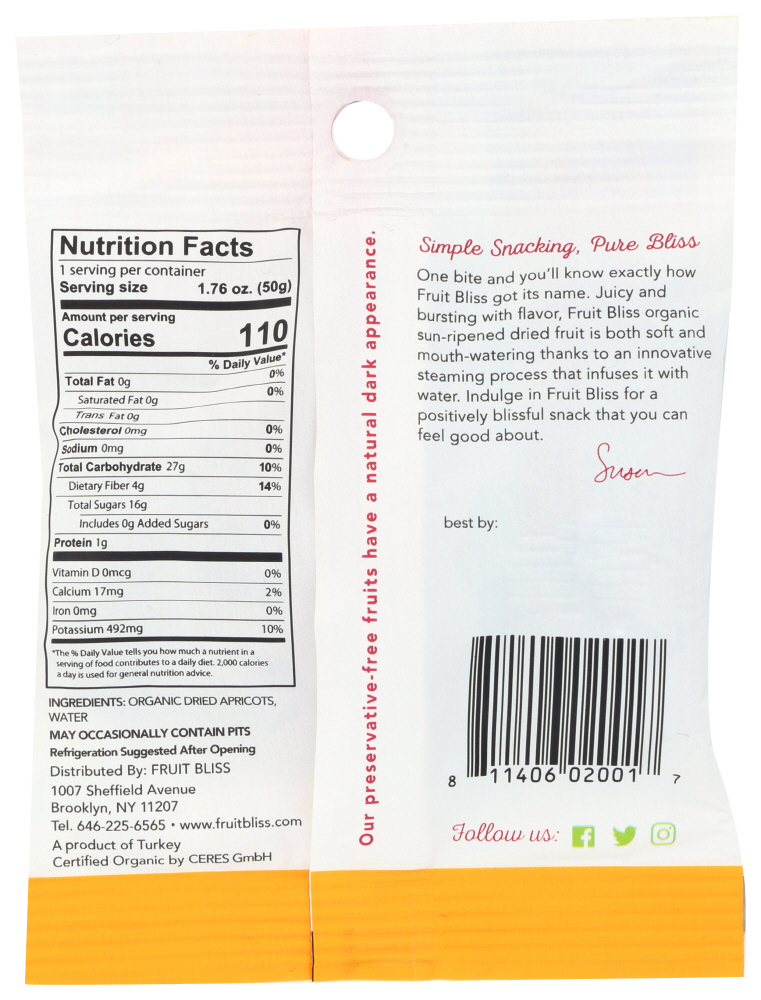 Nutrition Facts
1 serving per container
Serving size 1.76 oz. (50g)
Amount per serving
Calories 110
% Daily Value*
Total Fat 0g 0%
Saturated Fat 0g 0%
Trans Fat 0g
Cholesterol 0mg 0%
Sodium 0mg 0%
Total Carbohydrate 27g 10%
Dietary Fiber 4g 14%
Total Sugars 16g
Includes 0g Added Sugars 0%
Protein 1g
Vitamin D 0mcg 0%
Calcium 17mg 2%
Iron 0mg 0%
Potassium 492mg 10%
*The % Daily Value tells you how much a nutrient in a
serving of food contributes to a daily diet. 2,000 calories
a day is used for general nutrition advice.
INGREDIENTS: ORGANIC DRIED APRICOTS,
WATER
MAY OCCASIONALLY CONTAIN PITS
Refrigeration Suggested After Opening
Distributed By: FRUIT BLISS
1007 Sheffield Avenue
Brooklyn, NY 11207
Tel. 646-225-6565 • www.fruitbliss.com
A product of Turkey
Certified Organic by CERES GmbH
Our preservative-free fruits have a natural dark appearance.
Simple Snacking, Pure Bliss
One bite and you'll know exactly how
Fruit Bliss got its name. Juicy and
bursting with flavor, Fruit Bliss organic
sun-ripened dried fruit is both soft and
mouth-watering thanks to an innovative
steaming process that infuses it with
water. Indulge in Fruit Bliss for a
positively blissful snack that you can
feel good about.
Susan
best by:
8 11406 02001 7
Follow us: